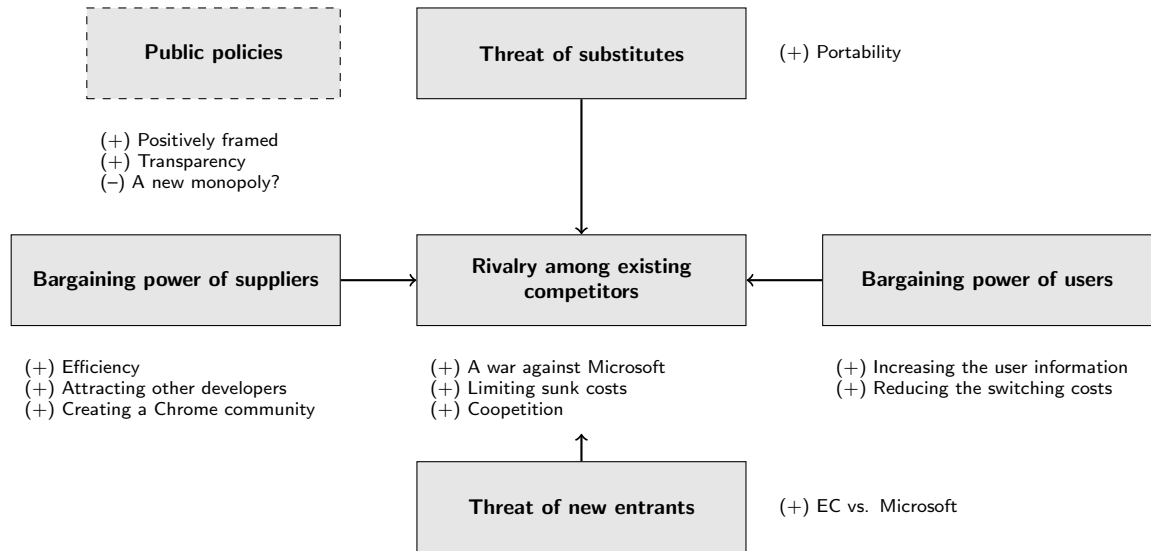 Public policies
Threat of substitutes
(+) Portability
(+) Positively framed
(+) Transparency
(–) A new monopoly?
Bargaining power of suppliers
Rivalry among existing
competitors
Bargaining power of users
(+) Efficiency
(+) Attracting other developers
(+) Creating a Chrome community
(+) A war against Microsoft
(+) Limiting sunk costs
(+) Coopetition
(+) Increasing the user information
(+) Reducing the switching costs
Threat of new entrants
(+) EC vs. Microsoft